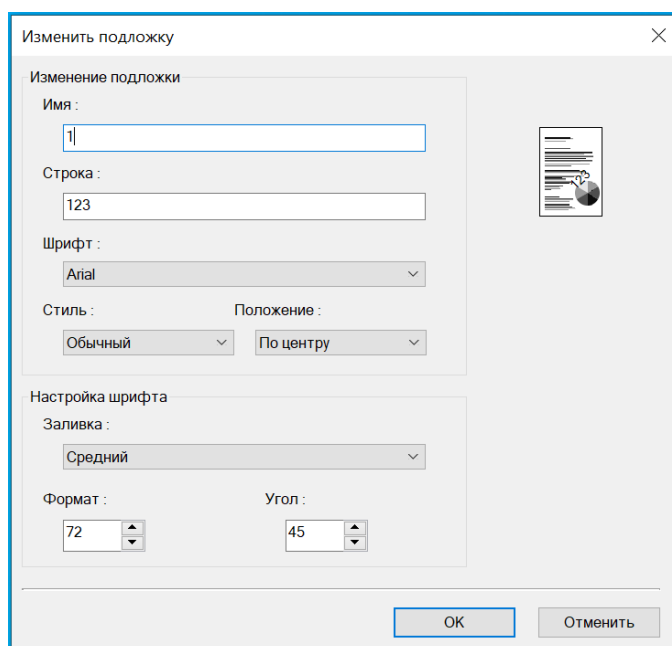 Изменить подложку
Изменение подложки
Имя :
1
Строка :
123
123
Шрифт :
Arial
Стиль : Положение :
Обычный По центру
Настройка шрифта
Заливка :
Средний
Формат : Угол :
72 45
OK Отменить